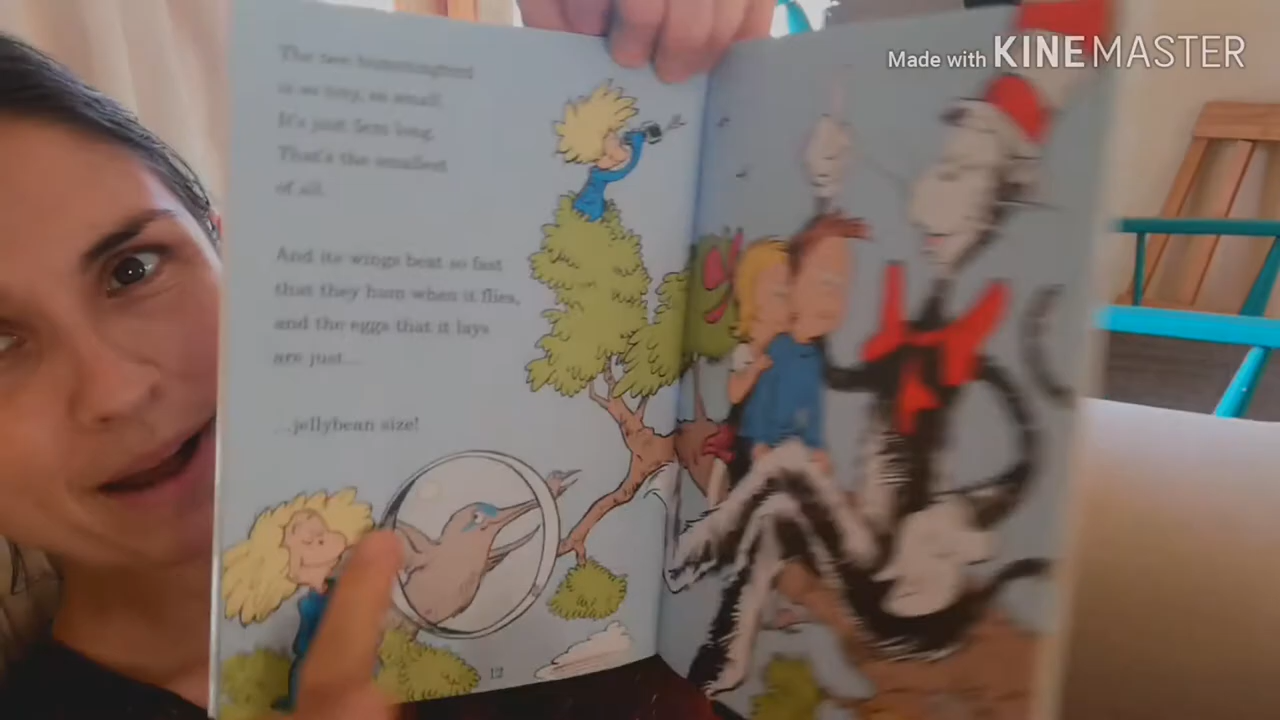 The bee hummingbird
is so tiny, so small.
It's just 5cm long.
That's the smallest
of all.
And its wings beat so fast
that they hum when it flies,
and the eggs that it lays
are just...
...jellybean size!
12
Made with KINEMASTER